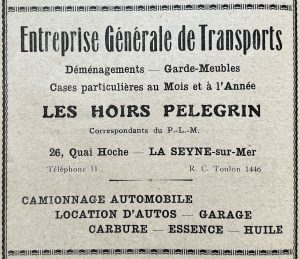 Entreprise Générale de Transports
Déménagements — Garde-Meubles
Cases particulières au Mois et à l'Année
LES HOIRS PELEGRIN
Correspondants du P.-L.-M.
26, Quai Hoche — LA SEYNE-sur-Mer
Téléphone 11 R. C. Toulon 1446
CAMIONNAGE AUTOMOBILE
LOCATION D'AUTOS — GARAGE
CARBURE — ESSENCE — HUILE